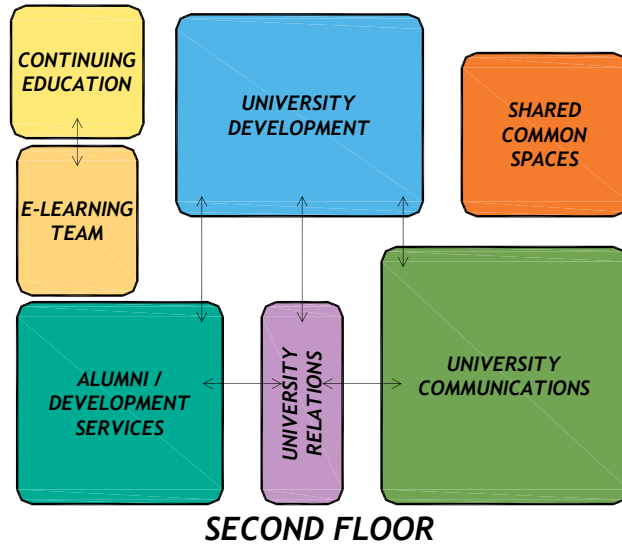 CONTINUING
EDUCATION
UNIVERSITY
DEVELOPMENT
SHARED
COMMON
SPACES
E-LEARNING
TEAM
ALUMNI /
DEVELOPMENT
SERVICES
UNIVERSITY
RELATIONS
UNIVERSITY
COMMUNICATIONS
SECOND FLOOR